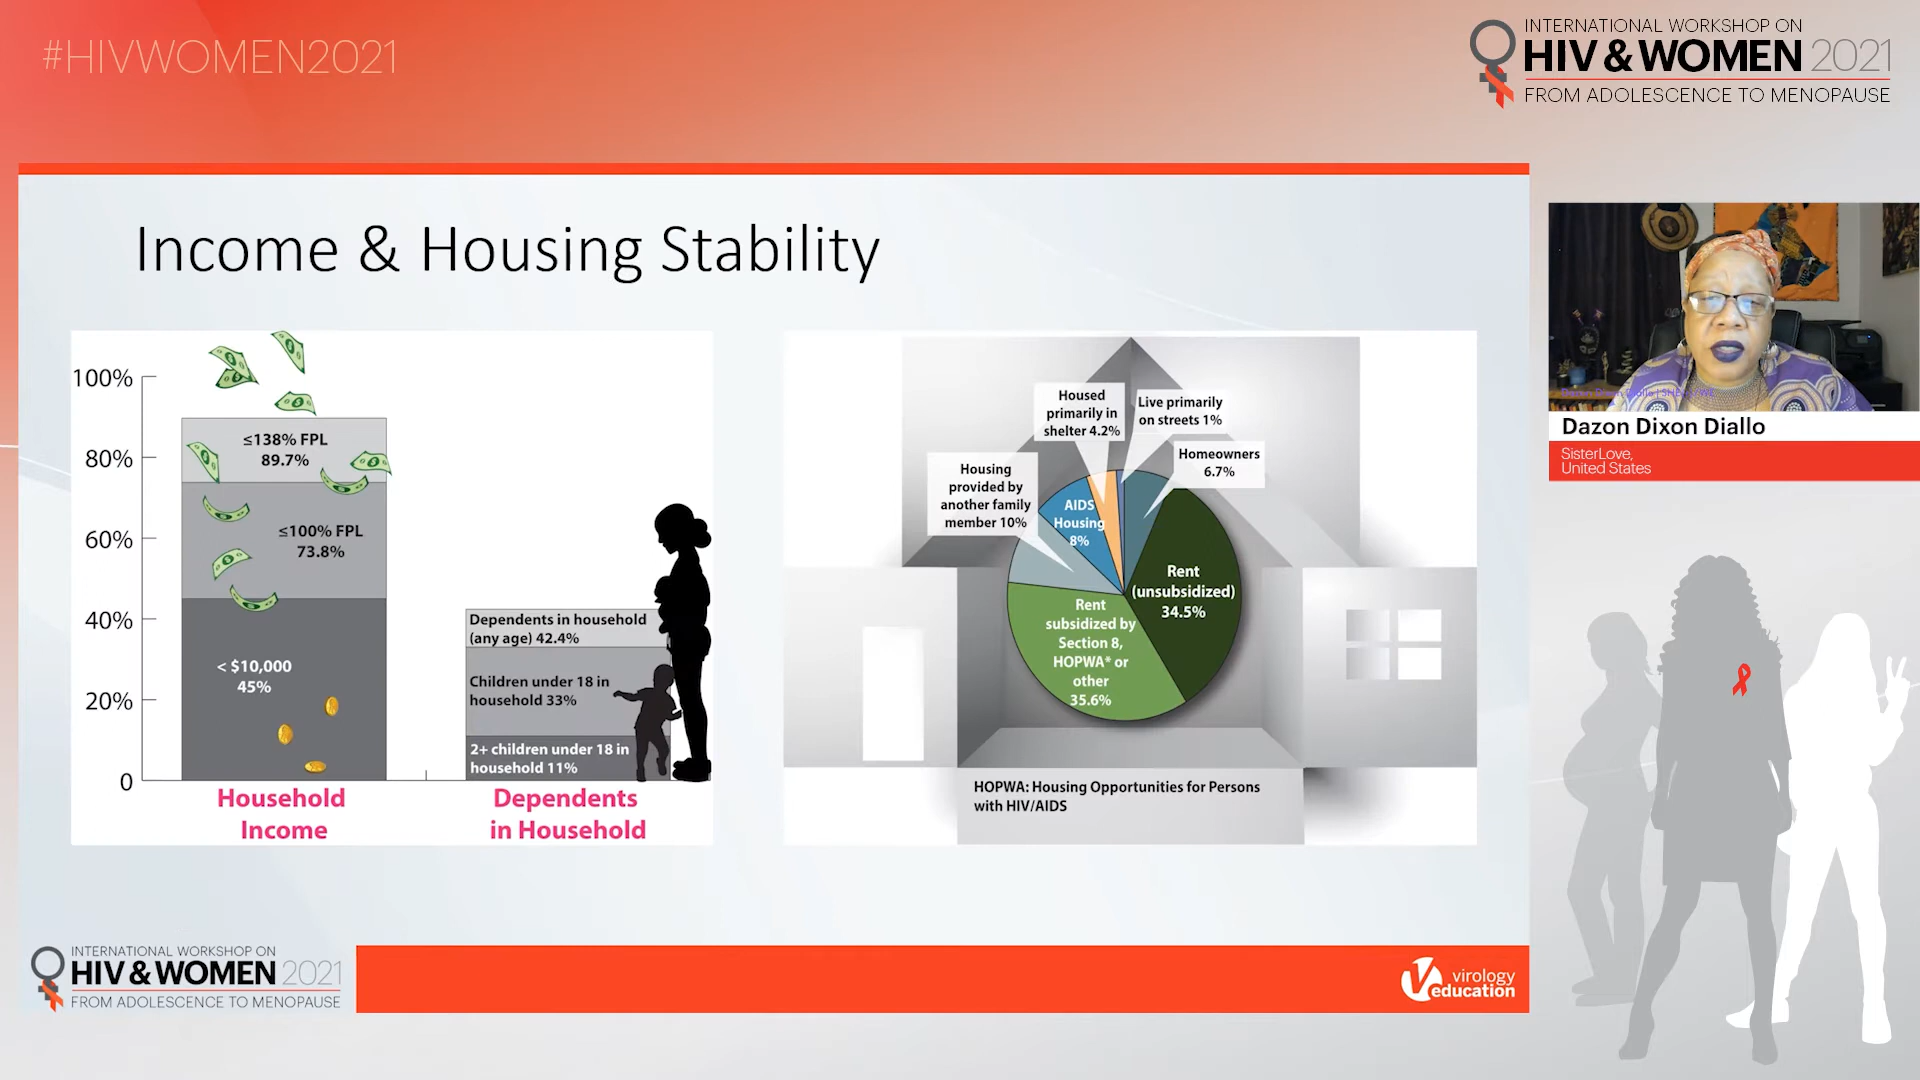 #HIVWOMEN2021
INTERNATIONAL WORKSHOP ON
HIV & WOMEN 2021
FROM ADOLESCENCE TO MENOPAUSE
Income & Housing Stability
100%
80%
60%
40%
20%
0
≤138% FPL
89.7%
≤100% FPL
73.8%
< $10,000
45%
Dependents in household
(any age) 42.4%
Children under 18 in
household 33%
2+ children under 18 in
household 11%
Household
Income
Dependents
in Household
Housed
primarily in
shelter 4.2%
Live primarily
on streets 1%
Homeowners
6.7%
Housing
provided by
another family
member 10%
AIDS
Housing
8%
Rent
(unsubsidized)
34.5%
Rent
subsidized by
Section 8,
HOPWA* or
other
35.6%
HOPWA: Housing Opportunities for Persons
with HIV/AIDS
Dazon Dixon Diallo
SisterLove,
United States
INTERNATIONAL WORKSHOP ON
HIV & WOMEN 2021
FROM ADOLESCENCE TO MENOPAUSE
virology
education